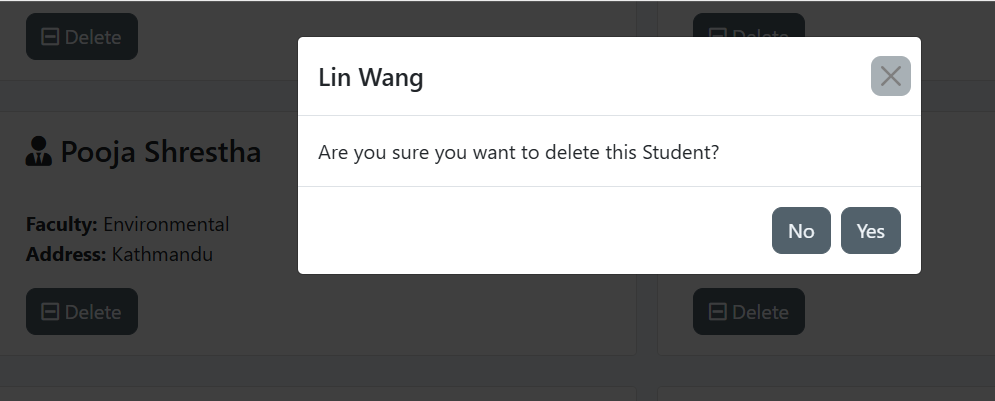 Delete
Delete
Lin Wang
Are you sure you want to delete this Student?
No
Yes
Pooja Shrestha
Faculty: Environmental
Address: Kathmandu
Delete
Delete